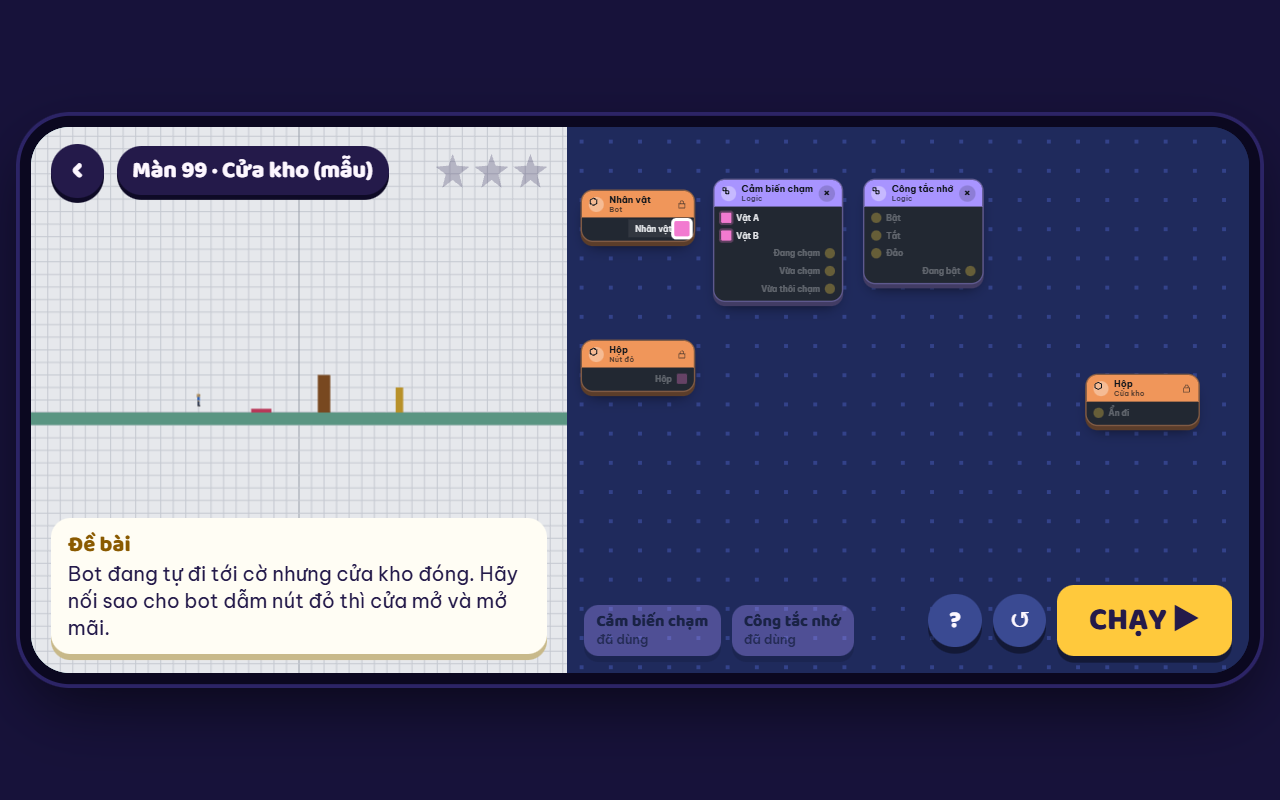 Màn 99 · Cửa kho (mẫu)
Nhân vật
Bot
Nhân vật
Cảm biến chạm
Logic
Vật A
Vật B
Đang chạm
Vừa chạm
Vừa thôi chạm
Công tắc nhớ
Logic
Bật
Tắt
Đảo
Đang bật
Hộp
Nút đỏ
Hộp
Hộp
Cửa kho
Ẩn đi
Đề bài
Bot đang tự đi tới cờ nhưng cửa kho đóng. Hãy
nối sao cho bot dẫm nút đỏ thì cửa mở và mở
mãi.
Cảm biến chạm
đã dùng
Công tắc nhớ
đã dùng
?
CHẠY